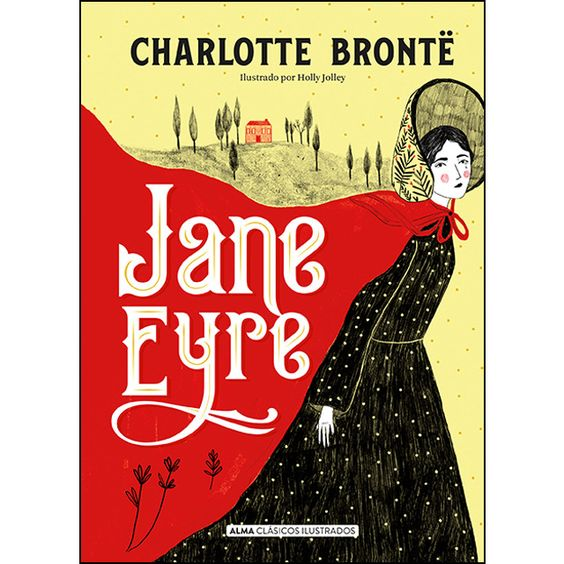 CHARLOTTE BRONTË
Ilustrado por Holly Jolley
Jane
Eyre
ALMA CLÁSICOS ILUSTRADOS